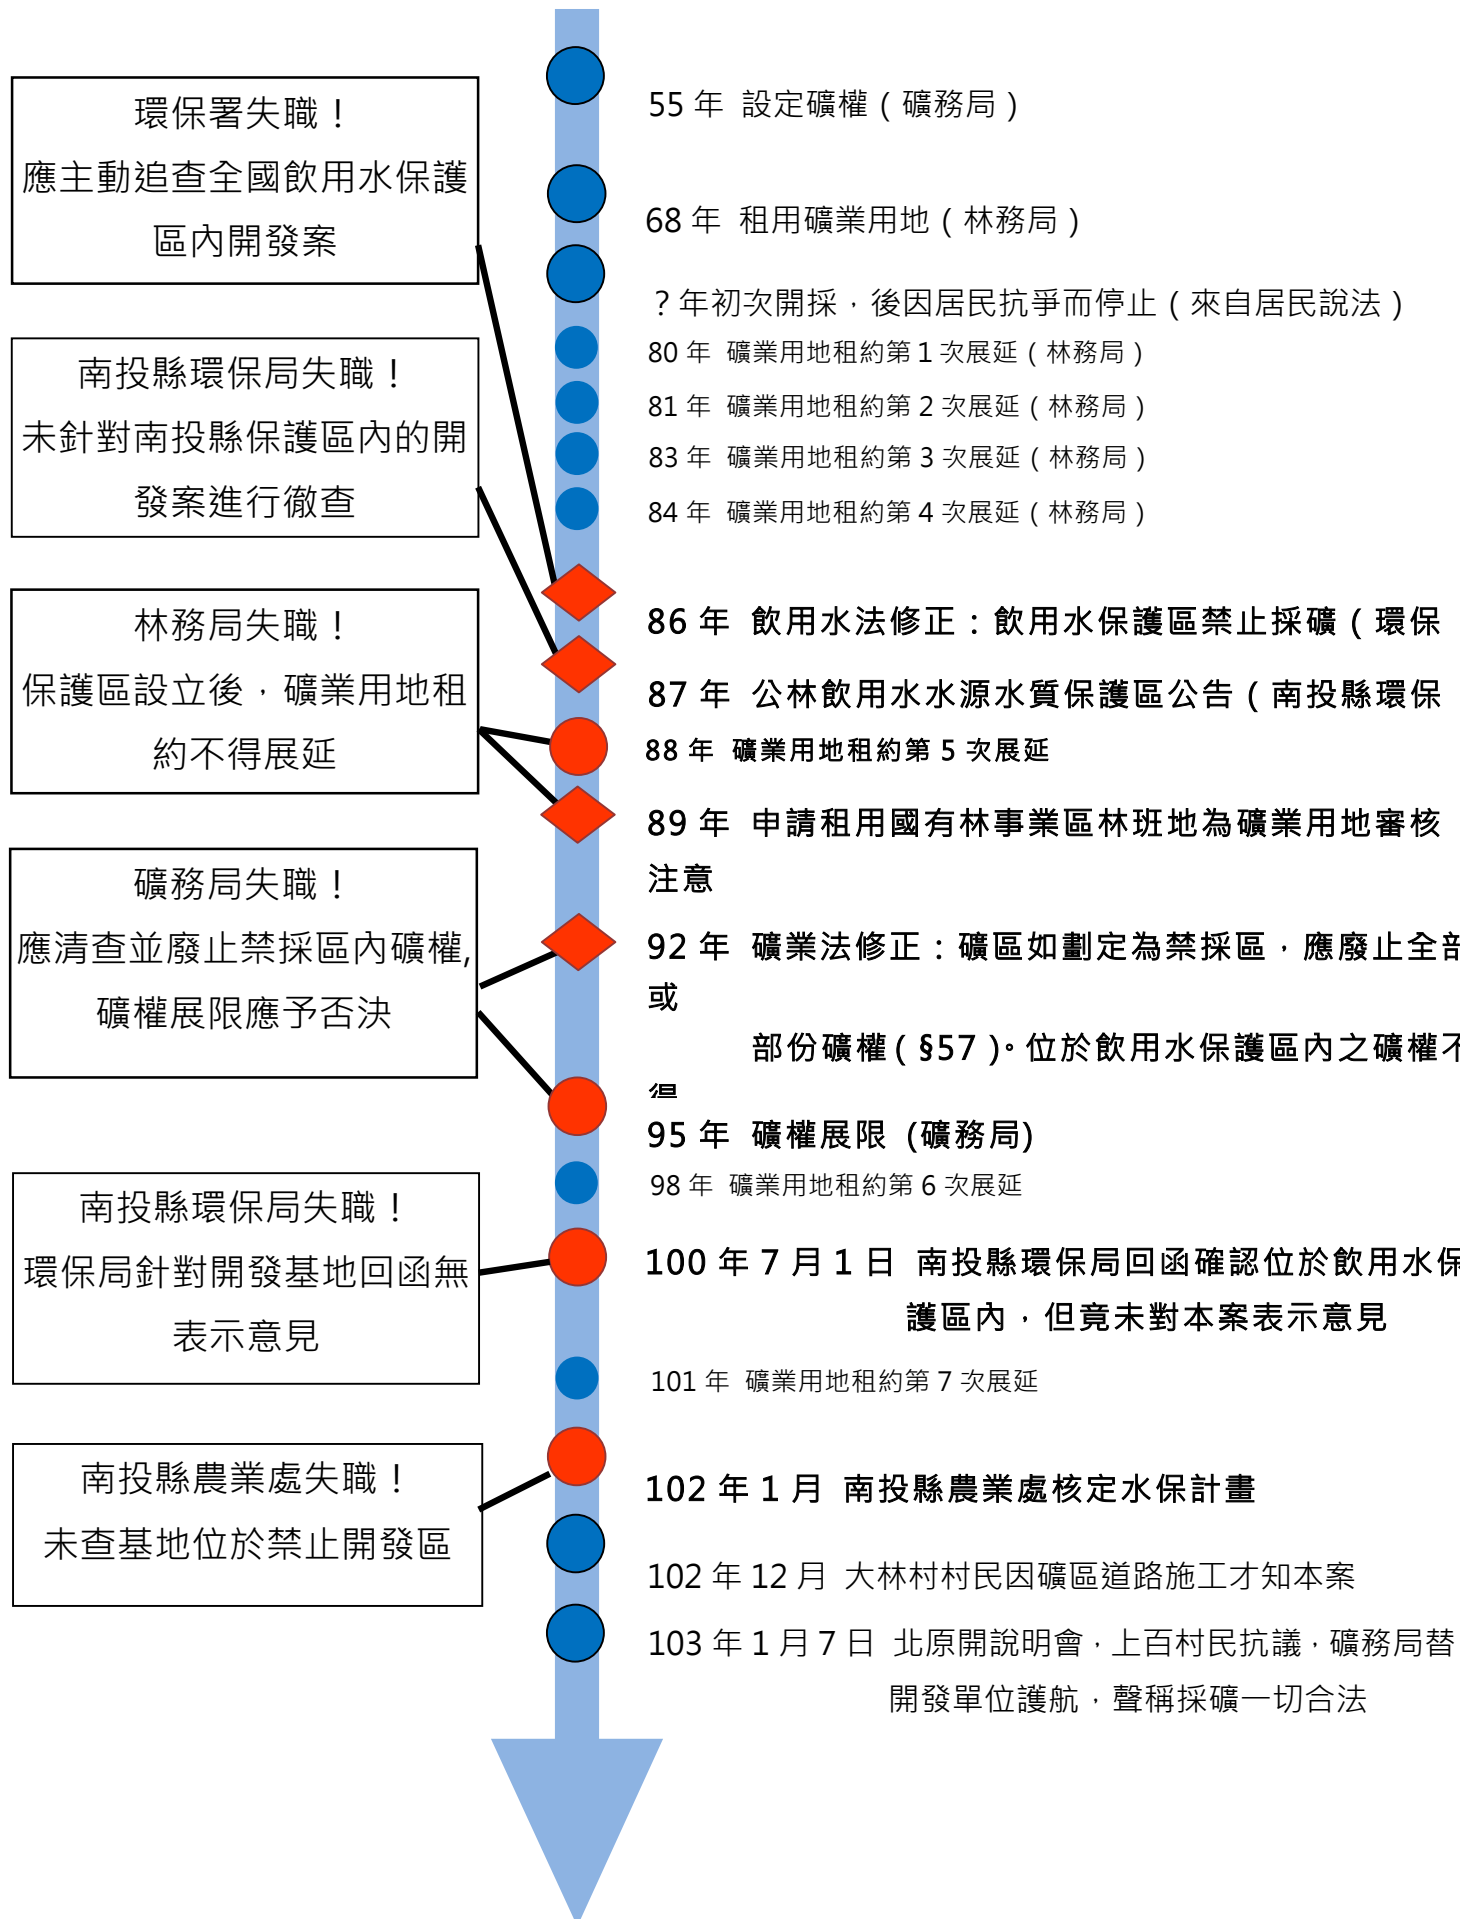 環保署失職！
應主動追查全國飲用水保護
區內開發案
南投縣環保局失職！
未針對南投縣保護區內的開
發案進行徹查
林務局失職！
保護區設立後，礦業用地租
約不得展延
礦務局失職！
應清查並廢止禁採區內礦權,
礦權展限應予否決
南投縣環保局失職！
環保局針對開發基地回函無
表示意見
南投縣農業處失職！
未查基地位於禁止開發區
55 年 設定礦權（礦務局）
68 年 租用礦業用地（林務局）
？年初次開採，後因居民抗爭而停止（來自居民說法）
80 年 礦業用地租約第 1 次展延（林務局）
81 年 礦業用地租約第 2 次展延（林務局）
83 年 礦業用地租約第 3 次展延（林務局）
84 年 礦業用地租約第 4 次展延（林務局）
86 年 飲用水法修正：飲用水保護區禁止採礦（環保
87 年 公林飲用水水源水質保護區公告（南投縣環保
88 年 礦業用地租約第 5 次展延
89 年 申請租用國有林事業區林班地為礦業用地審核
注意
92 年 礦業法修正：礦區如劃定為禁採區，應廢止全部
或
部份礦權（§57）。位於飲用水保護區內之礦權不
得
95 年 礦權展限 (礦務局)
98 年 礦業用地租約第 6 次展延
100 年 7 月 1 日 南投縣環保局回函確認位於飲用水保
護區內，但竟未對本案表示意見
101 年 礦業用地租約第 7 次展延
102 年 1 月 南投縣農業處核定水保計畫
102 年 12 月 大林村村民因礦區道路施工才知本案
103 年 1 月 7 日 北原開說明會，上百村民抗議，礦務局替
開發單位護航，聲稱採礦一切合法